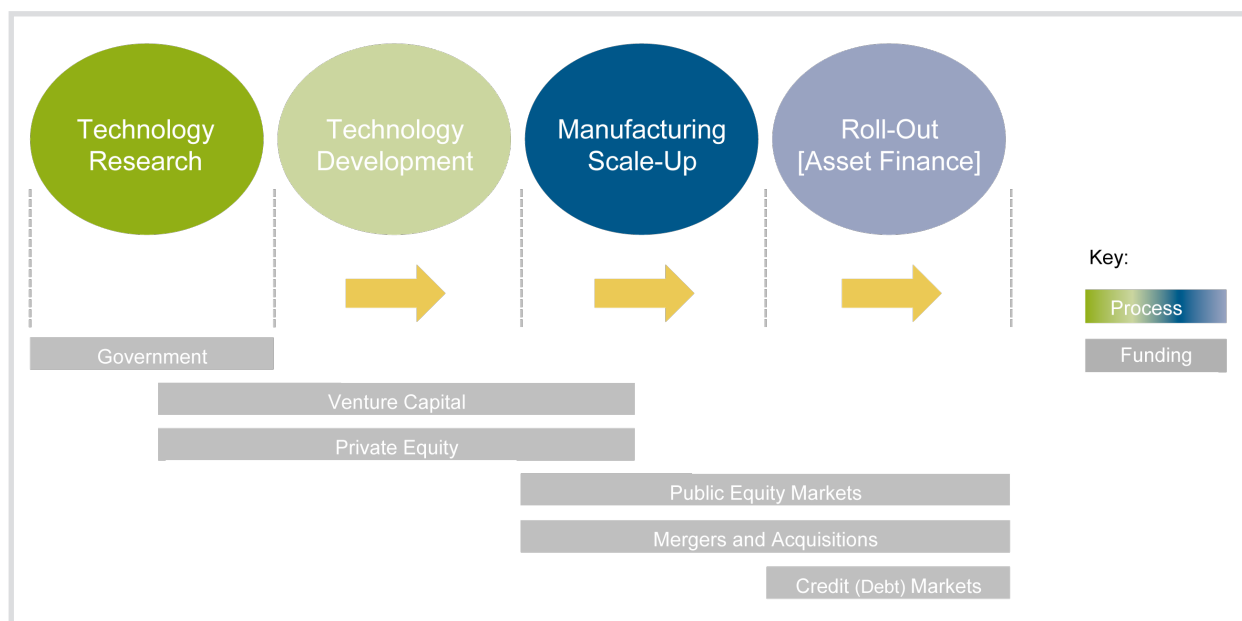 Technology
Research
Technology
Development
Manufacturing
Scale-Up
Roll-Out
[Asset Finance]
Key:
Process
Funding
Government
Venture Capital
Private Equity
Public Equity Markets
Mergers and Acquisitions
Credit (Debt) Markets